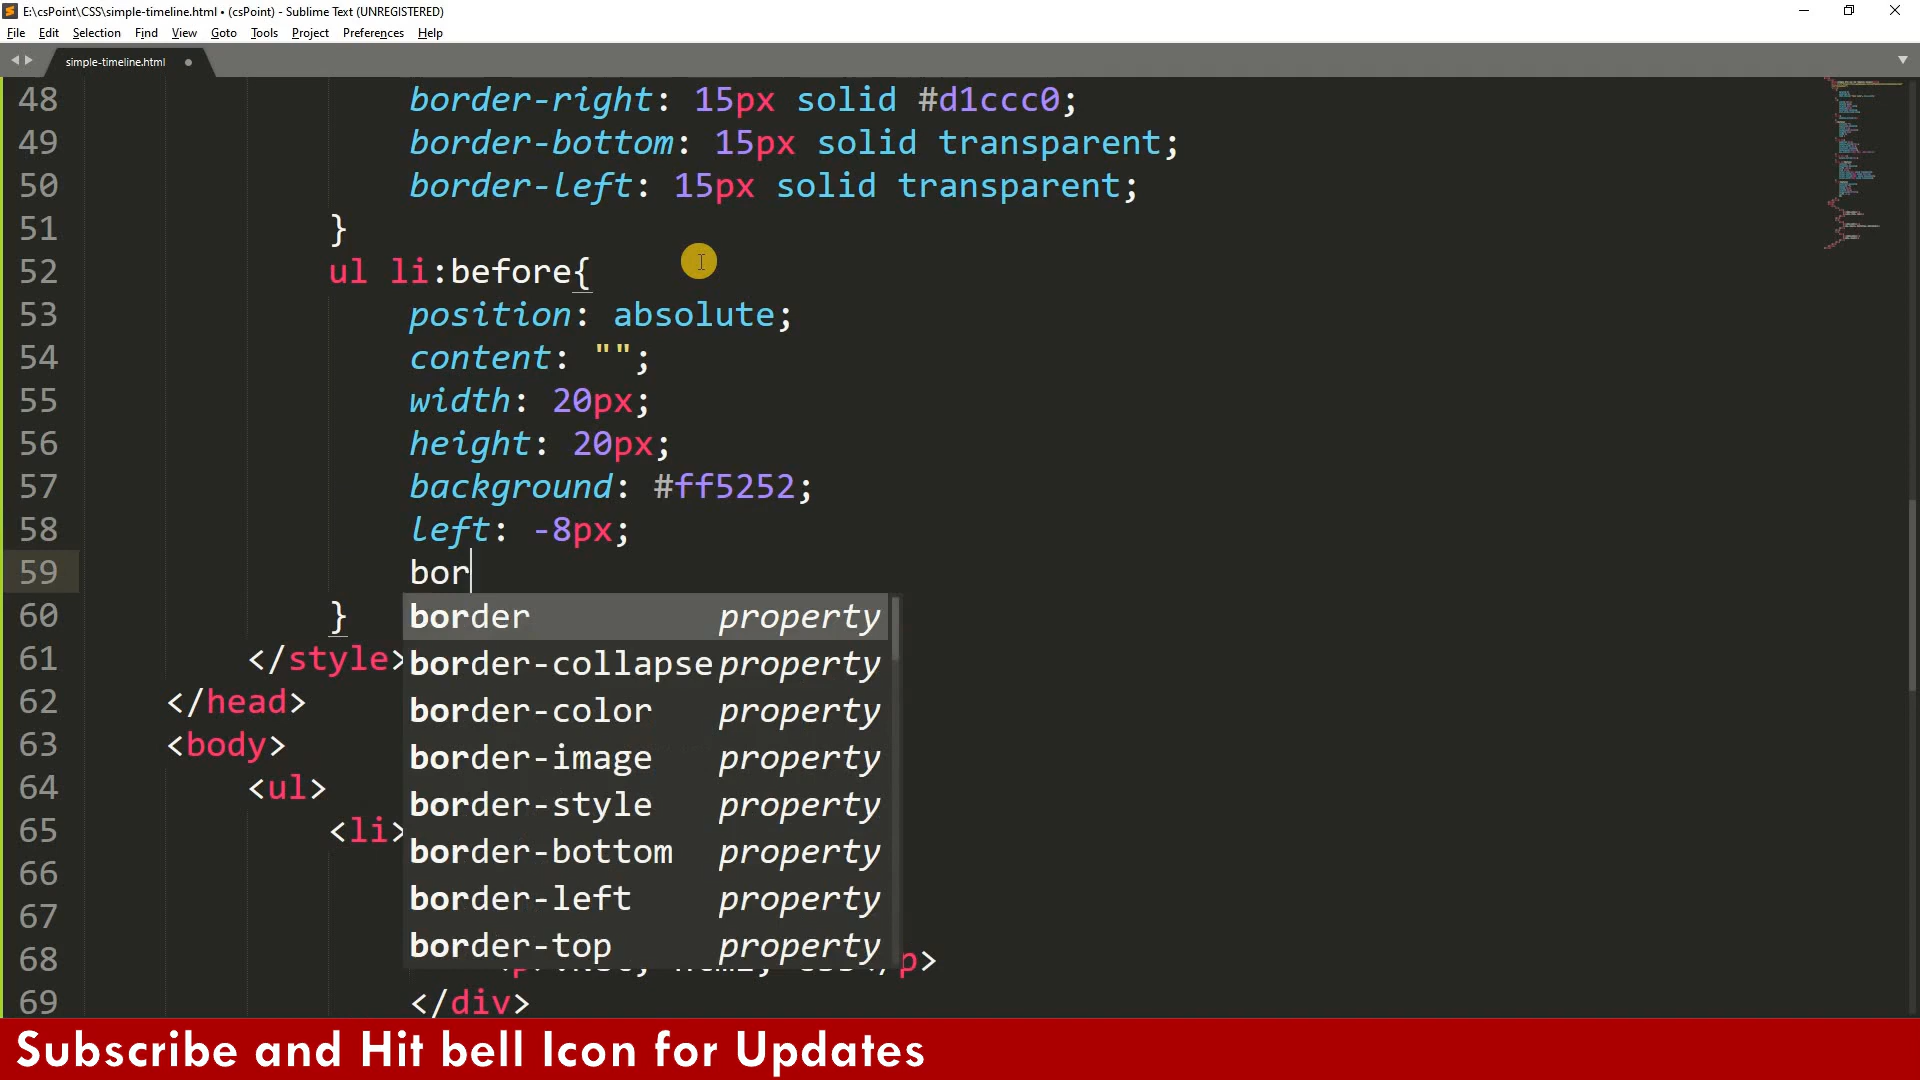 E:\csPoint\CSS\simple-timeline.html • (csPoint) - Sublime Text (UNREGISTERED)
File Edit Selection Find View Goto Tools Project Preferences Help
simple-timeline.html
48 border-right: 15px solid #d1ccc0;
49 border-bottom: 15px solid transparent;
50 border-left: 15px solid transparent;
51 }
52 ul li:before{
53 position: absolute;
54 content: "";
55 width: 20px;
56 height: 20px;
57 background: #ff5252;
58 left: -8px;
59 bor
60 } border property
61 </style> border-collapse property
62 </head> border-color property
63 <body> border-image property
64 <ul> border-style property
65 <li> border-bottom property
66 border-left property
67 border-top property
68 p>
69 </div>
Subscribe and Hit bell Icon for Updates